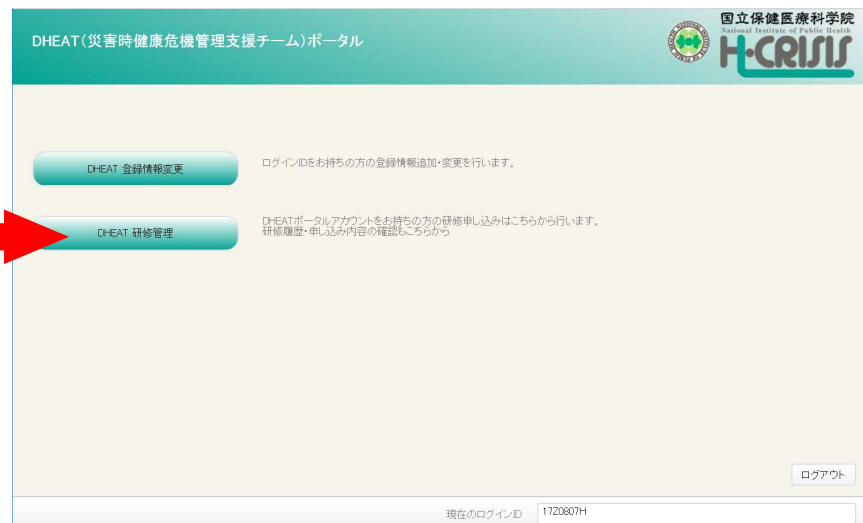 DHEAT(災害時健康危機管理支援チーム)ポータル
国立保健医療科学院
National Institute of Public Health
H·CRISIS
DHEAT 登録情報変更
ログインIDをお持ちの方の登録情報追加・変更を行います。
DHEAT 研修管理
DHEATポータルアカウントをお持ちの方の研修申し込みはこちらから行います。
研修履歴・申し込み内容の確認もこちらから
ログアウト
現在のログインID
17Z0807H